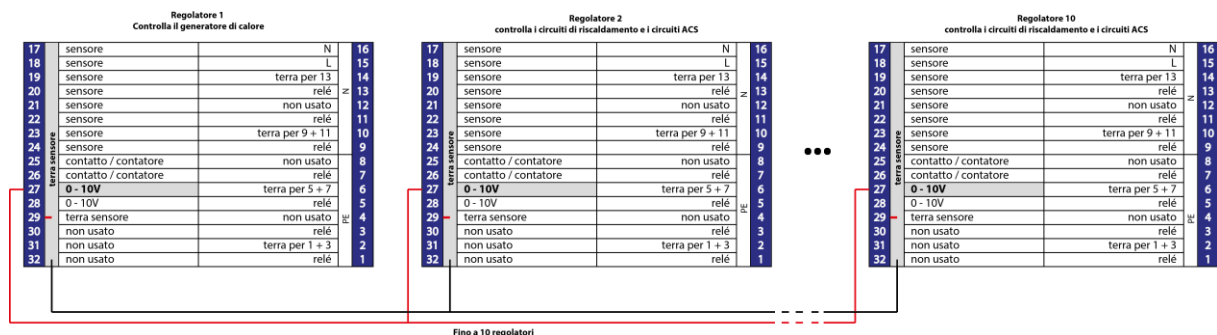 Regolatore 1
Controlla il generatore di calore
17 sensore N 16
18 sensore L 15
19 sensore terra per 13 14
20 sensore relé 13
21 sensore non usato 12
22 sensore relé 11
23 sensore terra per 9 + 11 10
24 sensore relé 9
25 contatto / contatore non usato 8
26 contatto / contatore relé 7
27 0 - 10V terra per 5 + 7 6
28 0 - 10V relé 5
29 terra sensore non usato 4
30 non usato relé 3
31 non usato terra per 1 + 3 2
32 non usato relé 1
terra sensore
N
PE
Regolatore 2
controlla i circuiti di riscaldamento e i circuiti ACS
17 sensore N 16
18 sensore L 15
19 sensore terra per 13 14
20 sensore relé 13
21 sensore non usato 12
22 sensore relé 11
23 sensore terra per 9 + 11 10
24 sensore relé 9
25 contatto / contatore non usato 8
26 contatto / contatore relé 7
27 0 - 10V terra per 5 + 7 6
28 0 - 10V relé 5
29 terra sensore non usato 4
30 non usato relé 3
31 non usato terra per 1 + 3 2
32 non usato relé 1
terra sensore
N
PE
Regolatore 10
controlla i circuiti di riscaldamento e i circuiti ACS
17 sensore N 16
18 sensore L 15
19 sensore terra per 13 14
20 sensore relé 13
21 sensore non usato 12
22 sensore relé 11
23 sensore terra per 9 + 11 10
24 sensore relé 9
25 contatto / contatore non usato 8
26 contatto / contatore relé 7
27 0 - 10V terra per 5 + 7 6
28 0 - 10V relé 5
29 terra sensore non usato 4
30 non usato relé 3
31 non usato terra per 1 + 3 2
32 non usato relé 1
terra sensore
N
PE
Fino a 10 regolatori